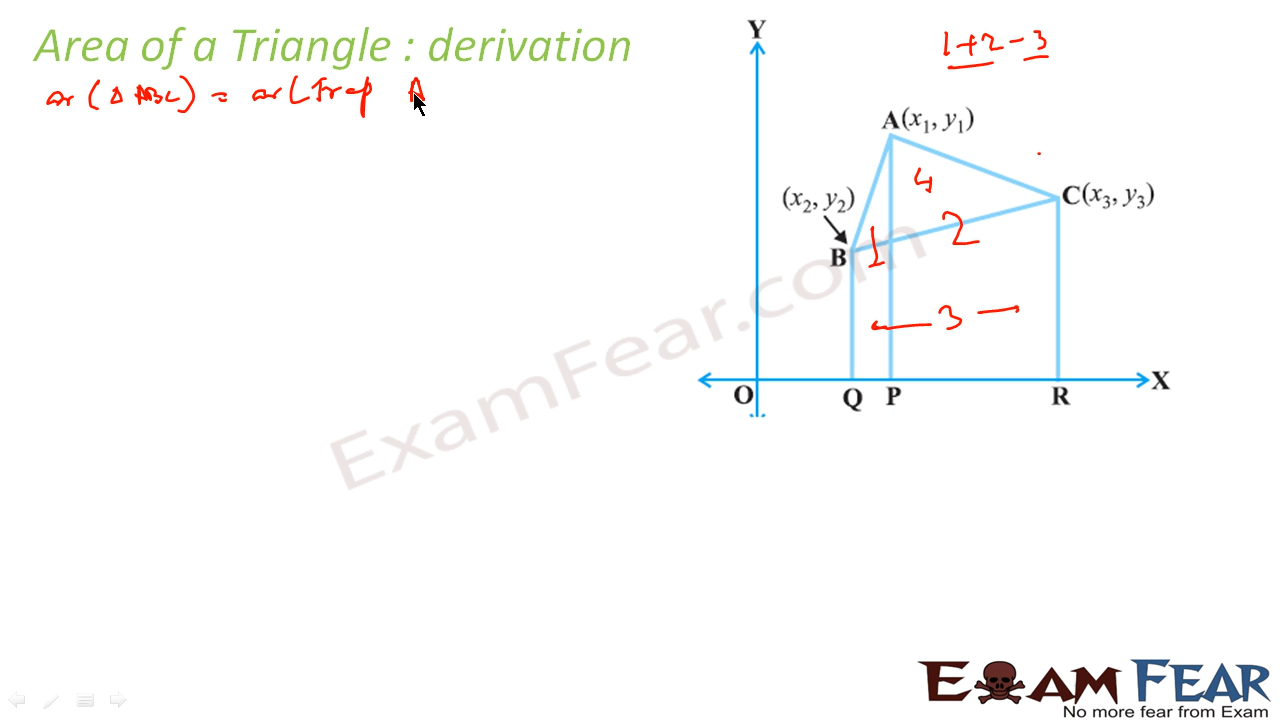 Area of a Triangle : derivation
ar (Δ ABC) = ar (Trap A
1+2-3
Y
A(x₁, y₁)
4
(x₂, y₂)
C(x₃, y₃)
B
1
2
3
O
Q
P
R
X
ExamFear.com
EXAM FEAR
No more fear from Exam